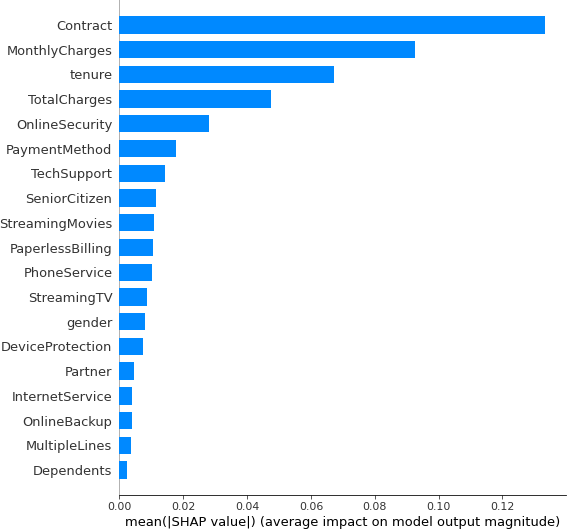 Contract
MonthlyCharges
tenure
TotalCharges
OnlineSecurity
PaymentMethod
TechSupport
SeniorCitizen
StreamingMovies
PaperlessBilling
PhoneService
StreamingTV
gender
DeviceProtection
Partner
InternetService
OnlineBackup
MultipleLines
Dependents
0.00 0.02 0.04 0.06 0.08 0.10 0.12
mean(|SHAP value|) (average impact on model output magnitude)